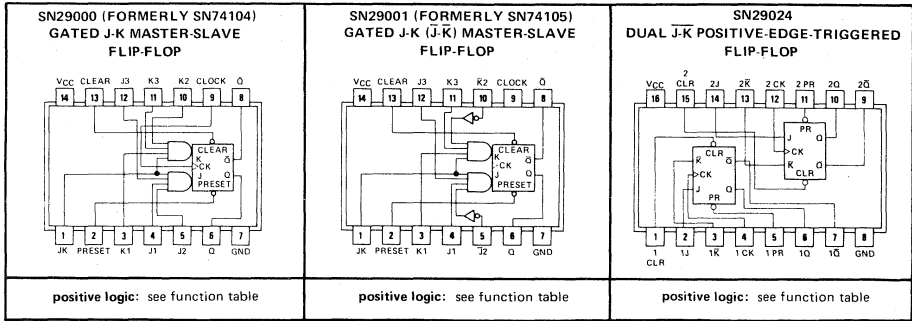 SN29000 (FORMERLY SN74104)
GATED J-K MASTER-SLAVE
FLIP-FLOP
VCC CLEAR J3 K3 K2 CLOCK Q̅
14 13 12 11 10 9 8
CLEAR
K Q̅
CK
J Q
PRESET
1 2 3 4 5 6 7
JK PRESET K1 J1 J2 Q GND
positive logic: see function table
SN29001 (FORMERLY SN74105)
GATED J-K (J̅-K̅) MASTER-SLAVE
FLIP-FLOP
VCC CLEAR J3 K3 K̅2 CLOCK Q̅
14 13 12 11 10 9 8
CLEAR
K Q̅
CK
J Q
PRESET
1 2 3 4 5 6 7
JK PRESET K1 J1 J̅2 Q GND
positive logic: see function table
SN29024
DUAL J-K̅ POSITIVE-EDGE-TRIGGERED
FLIP-FLOP
VCC 2 CLR 2J 2K̅ 2 CK 2 PR 2Q 2Q̅
16 15 14 13 12 11 10 9
PR
J Q
CK
K̅ Q̅
CLR
CLR
K̅ Q̅
CK
J Q
PR
1 2 3 4 5 6 7 8
1 CLR 1J 1K̅ 1 CK 1 PR 1Q 1Q̅ GND
positive logic: see function table